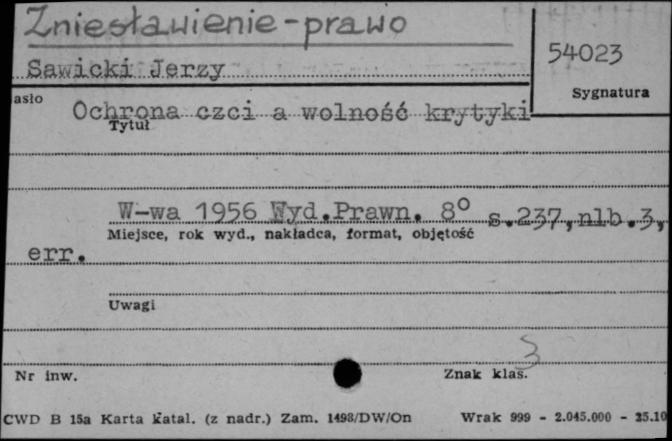 Zniesławienie-prawo
54023
Sawicki Jerzy
Sygnatura
asło
Ochrona czci a wolność krytyki
Tytuł
W-wa 1956 Wyd.Prawn. 8° s.237,nlb.3,
Miejsce, rok wyd., nakładca, format, objętość
err.
Uwagi
3
Nr inw.
Znak klas.
CWD B 15a Karta katal. (z nadr.) Zam. 1498/DW/On
Wrak 999 - 2.045.000 - 25.10